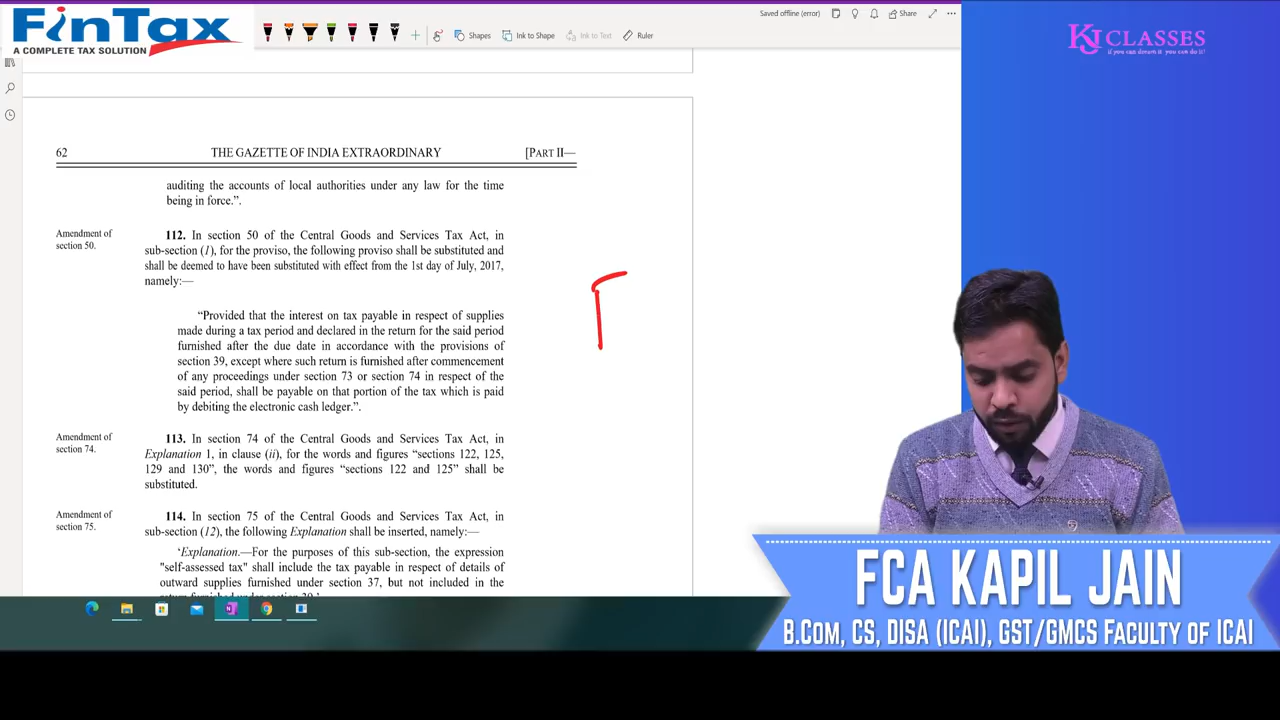 FinTax
A COMPLETE TAX SOLUTION
Saved offline (error)
Share
Shapes
Ink to Shape
Ink to Text
Ruler
KJ CLASSES
if you can dream it you can do it!
62
THE GAZETTE OF INDIA EXTRAORDINARY
[PART II—
auditing the accounts of local authorities under any law for the time
being in force.”.
Amendment of
section 50.
112. In section 50 of the Central Goods and Services Tax Act, in
sub-section (1), for the proviso, the following proviso shall be substituted and
shall be deemed to have been substituted with effect from the 1st day of July, 2017,
namely:—
“Provided that the interest on tax payable in respect of supplies
made during a tax period and declared in the return for the said period
furnished after the due date in accordance with the provisions of
section 39, except where such return is furnished after commencement
of any proceedings under section 73 or section 74 in respect of the
said period, shall be payable on that portion of the tax which is paid
by debiting the electronic cash ledger.”.
Amendment of
section 74.
113. In section 74 of the Central Goods and Services Tax Act, in
Explanation 1, in clause (ii), for the words and figures “sections 122, 125,
129 and 130”, the words and figures “sections 122 and 125” shall be
substituted.
Amendment of
section 75.
114. In section 75 of the Central Goods and Services Tax Act, in
sub-section (12), the following Explanation shall be inserted, namely:—
‘Explanation.—For the purposes of this sub-section, the expression
"self-assessed tax" shall include the tax payable in respect of details of
outward supplies furnished under section 37, but not included in the
return furnished under section 39.’
FCA KAPIL JAIN
B.COM, CS, DISA (ICAI), GST/GMCS FACULTY OF ICAI